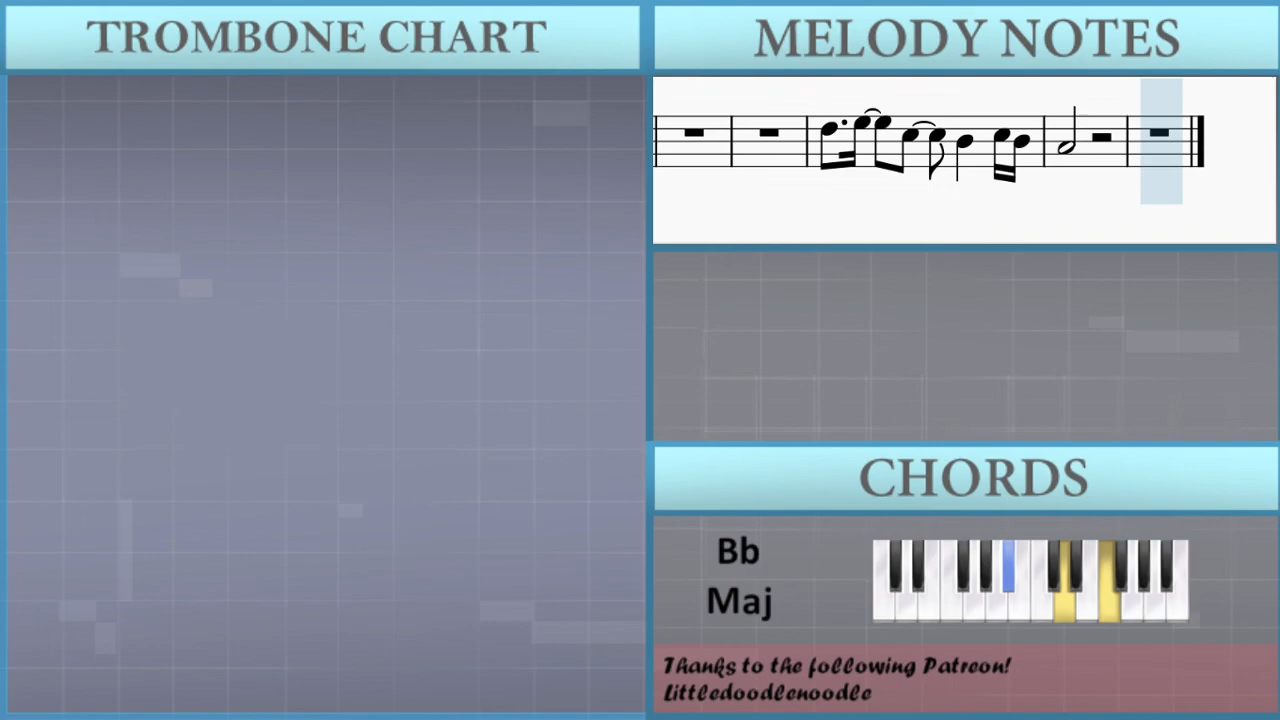 TROMBONE CHART
MELODY NOTES
CHORDS
Bb
Maj
Thanks to the following Patreon!
Littledoodlenoodle